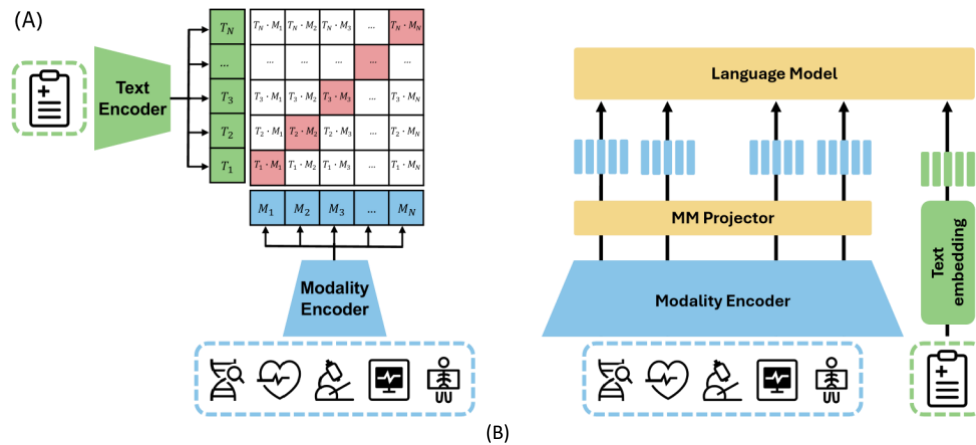 (A)
Text
Encoder
T_N
...
T_3
T_2
T_1
T_N · M_1 T_N · M_2 T_N · M_3 ... T_N · M_N
... ... ... ...
T_3 · M_1 T_3 · M_2 T_3 · M_3 ... T_3 · M_N
T_2 · M_1 T_2 · M_2 T_2 · M_3 ... T_2 · M_N
T_1 · M_1 T_1 · M_2 T_1 · M_3 ... T_1 · M_N
M_1 M_2 M_3 ... M_N
Modality
Encoder
Language Model
MM Projector
Modality Encoder
Text
embedding
(B)